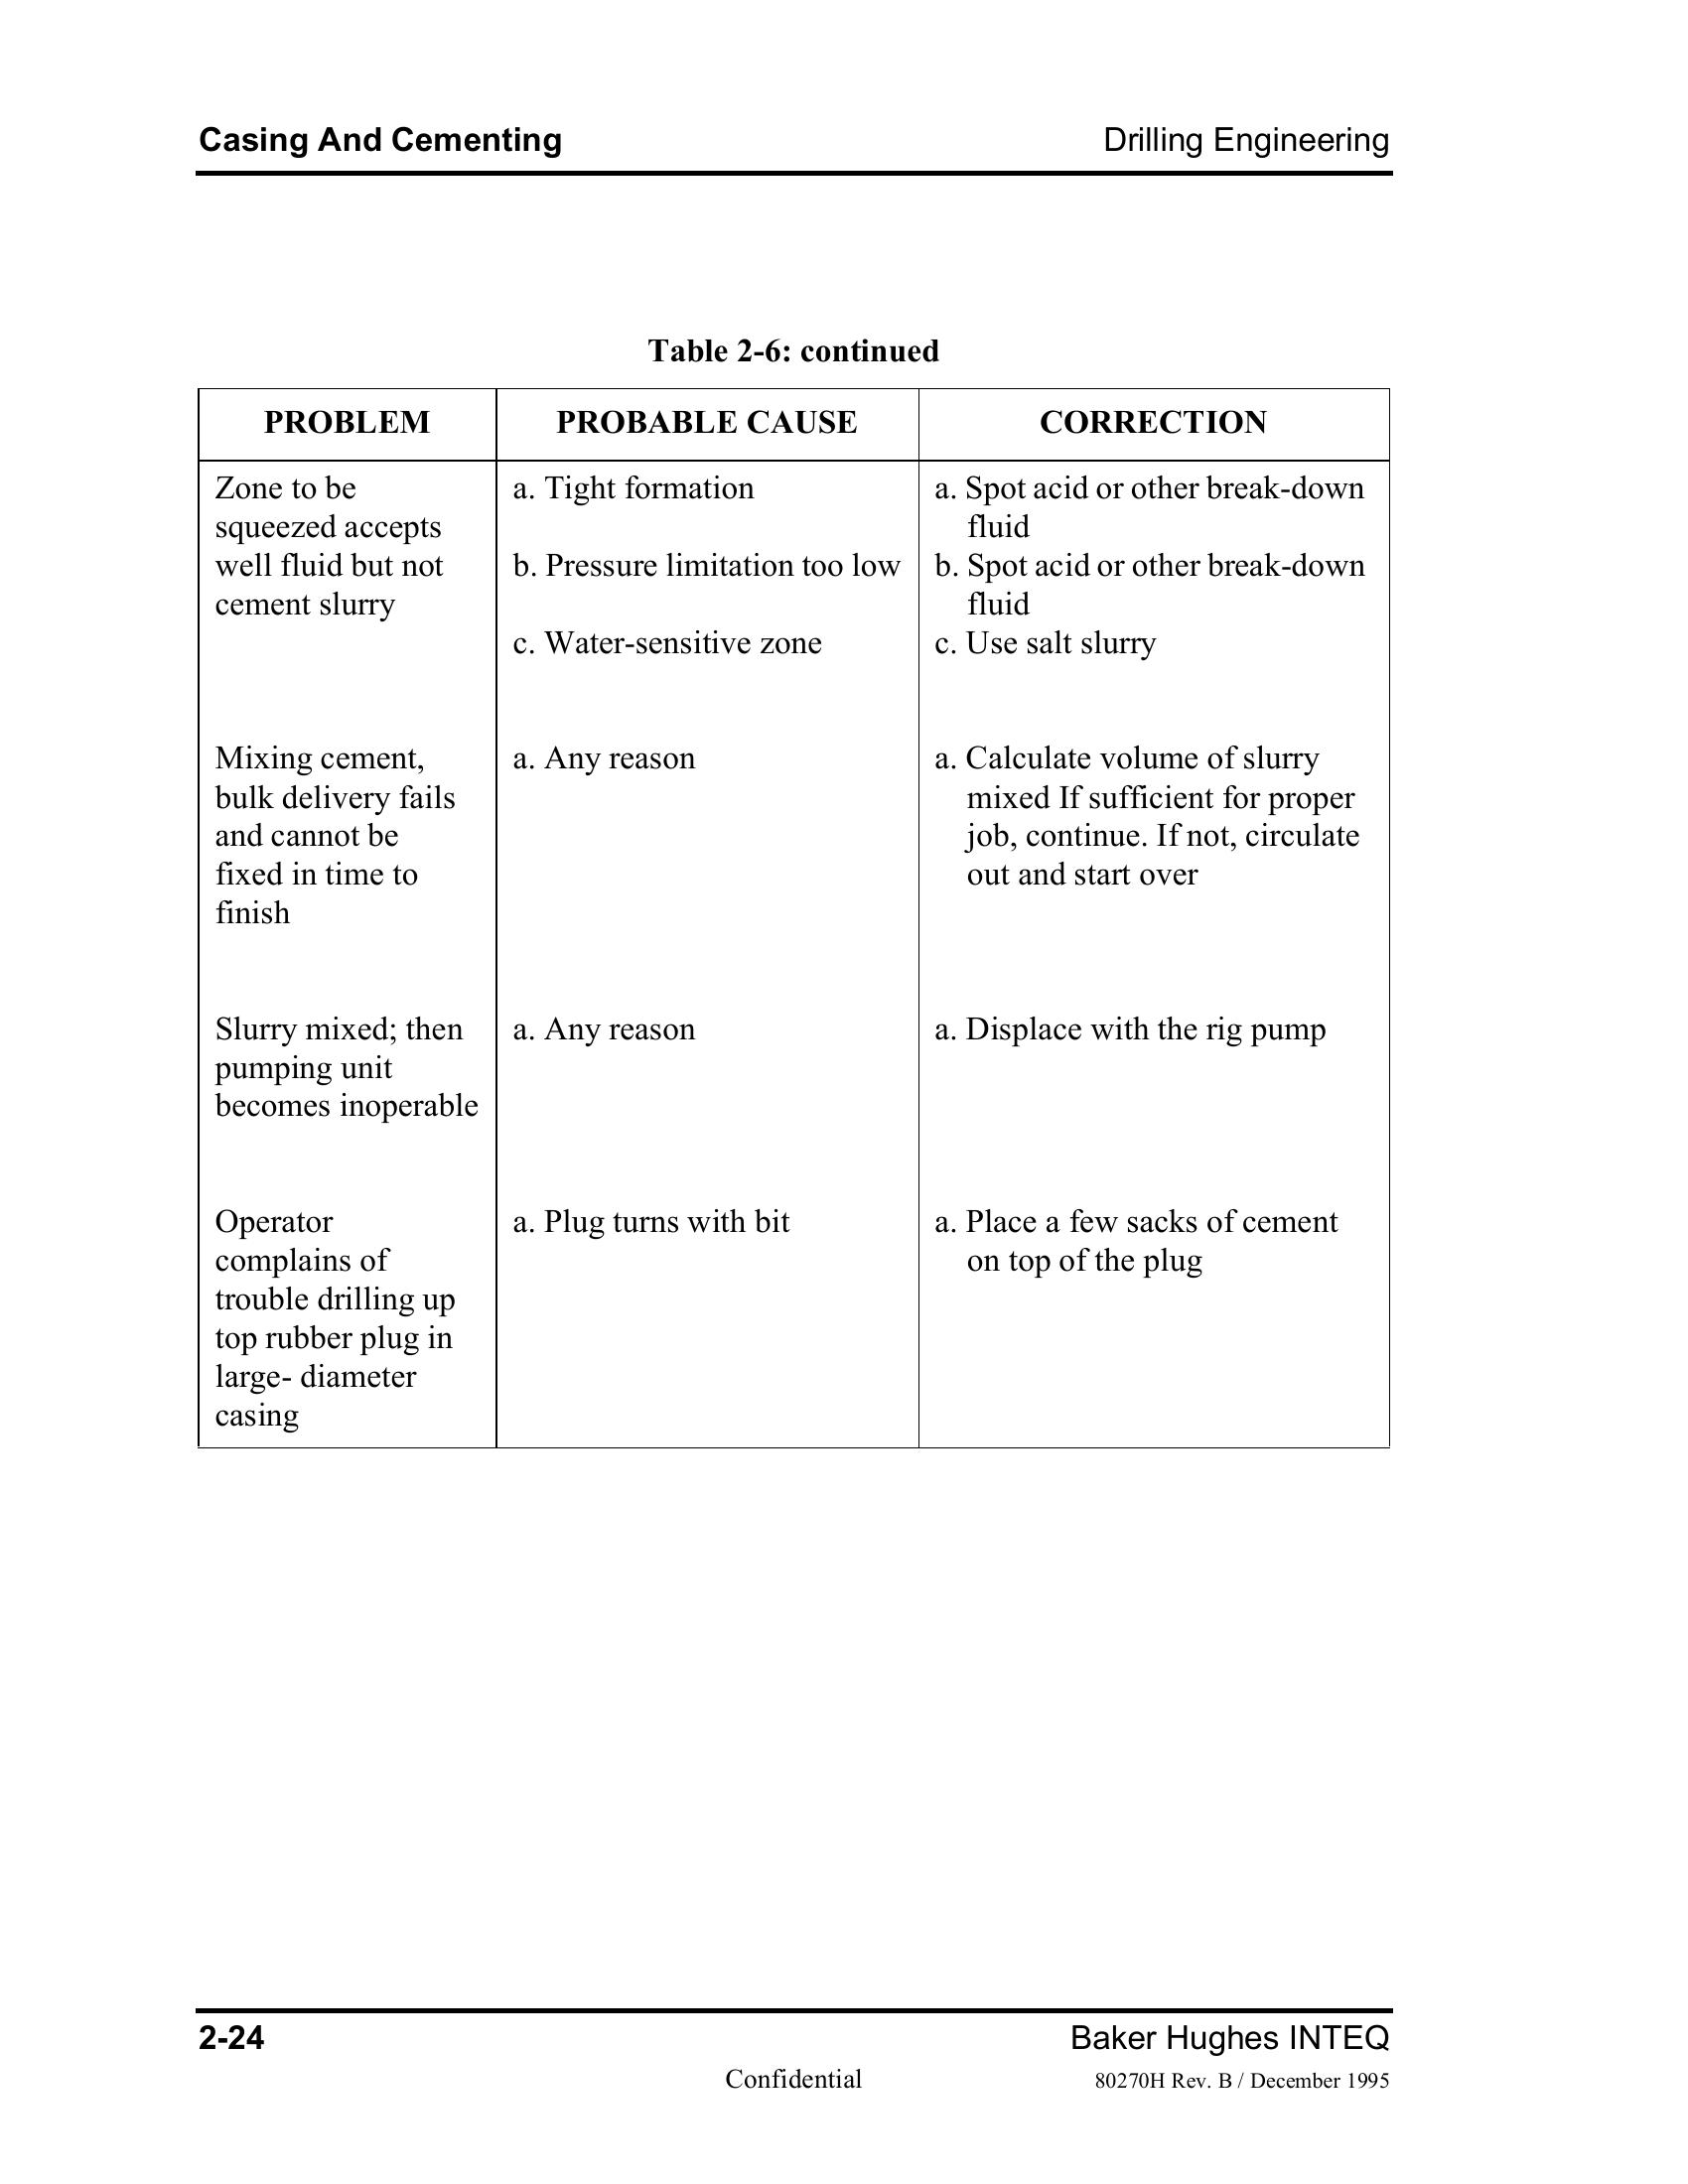 Casing And Cementing Drilling Engineering
Table 2-6: continued
PROBLEM PROBABLE CAUSE CORRECTION
Zone to be a. Tight formation a. Spot acid or other break-down
squeezed accepts fluid
well fluid but not b. Pressure limitation too low b. Spot acid or other break-down
cement slurry fluid
c. Water-sensitive zone c. Use salt slurry
Mixing cement, a. Any reason a. Calculate volume of slurry
bulk delivery fails mixed If sufficient for proper
and cannot be job, continue. If not, circulate
fixed in time to out and start over
finish
Slurry mixed; then a. Any reason a. Displace with the rig pump
pumping unit
becomes inoperable
Operator a. Plug turns with bit a. Place a few sacks of cement
complains of on top of the plug
trouble drilling up
top rubber plug in
large- diameter
casing
2-24 Baker Hughes INTEQ
Confidential 80270H Rev. B / December 1995